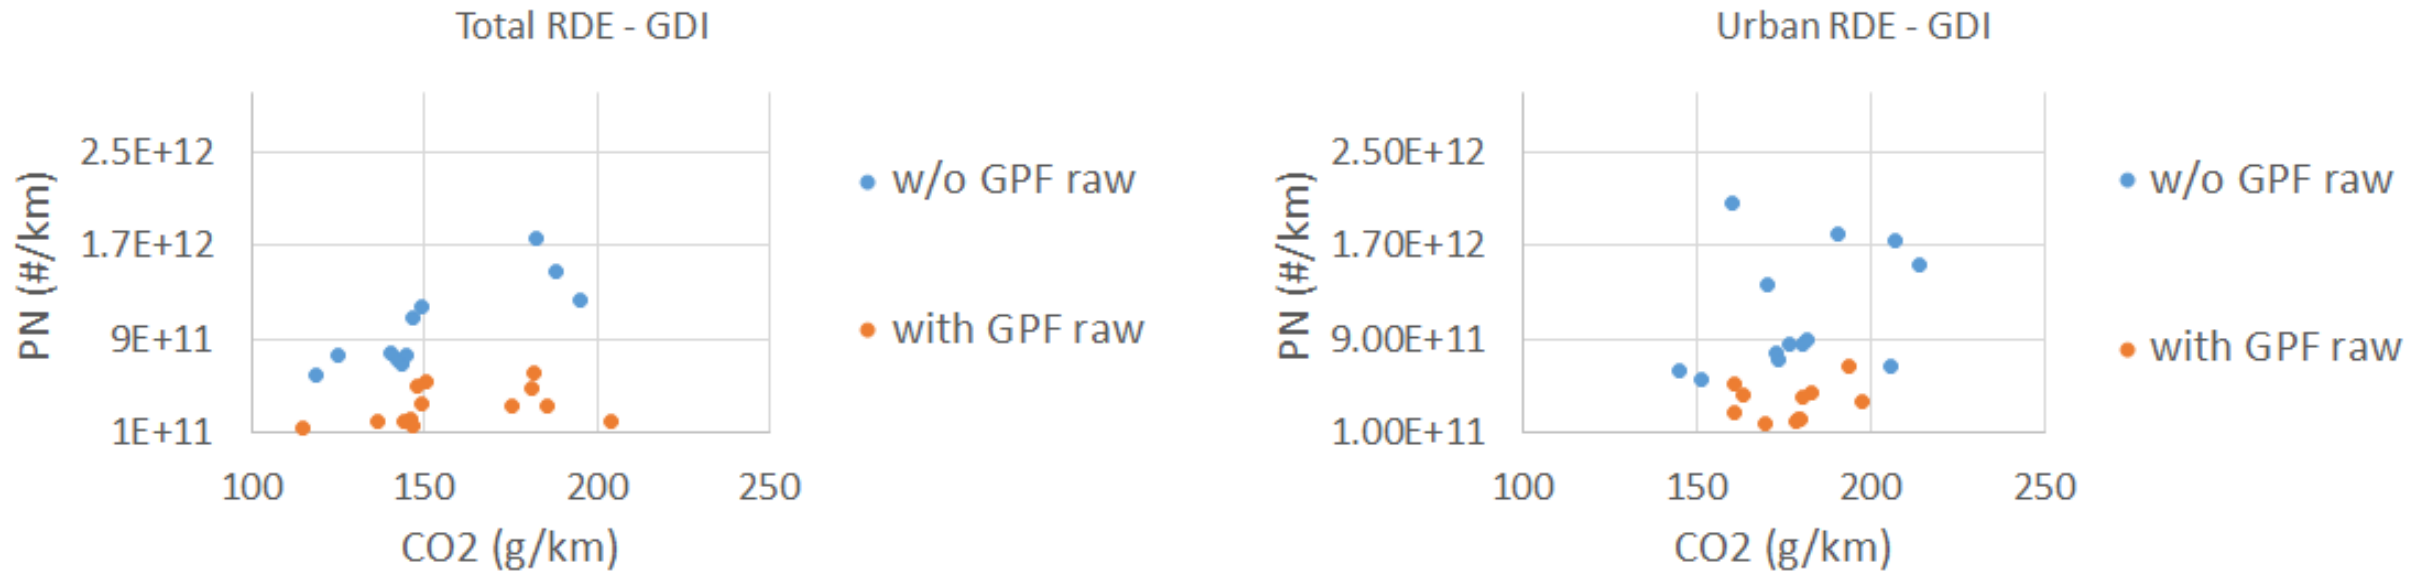 Total RDE - GDI
PN (#/km)
2.5E+12
1.7E+12
9E+11
1E+11
100 150 200 250
CO2 (g/km)
w/o GPF raw
with GPF raw
Urban RDE - GDI
PN (#/km)
2.50E+12
1.70E+12
9.00E+11
1.00E+11
100 150 200 250
CO2 (g/km)
w/o GPF raw
with GPF raw